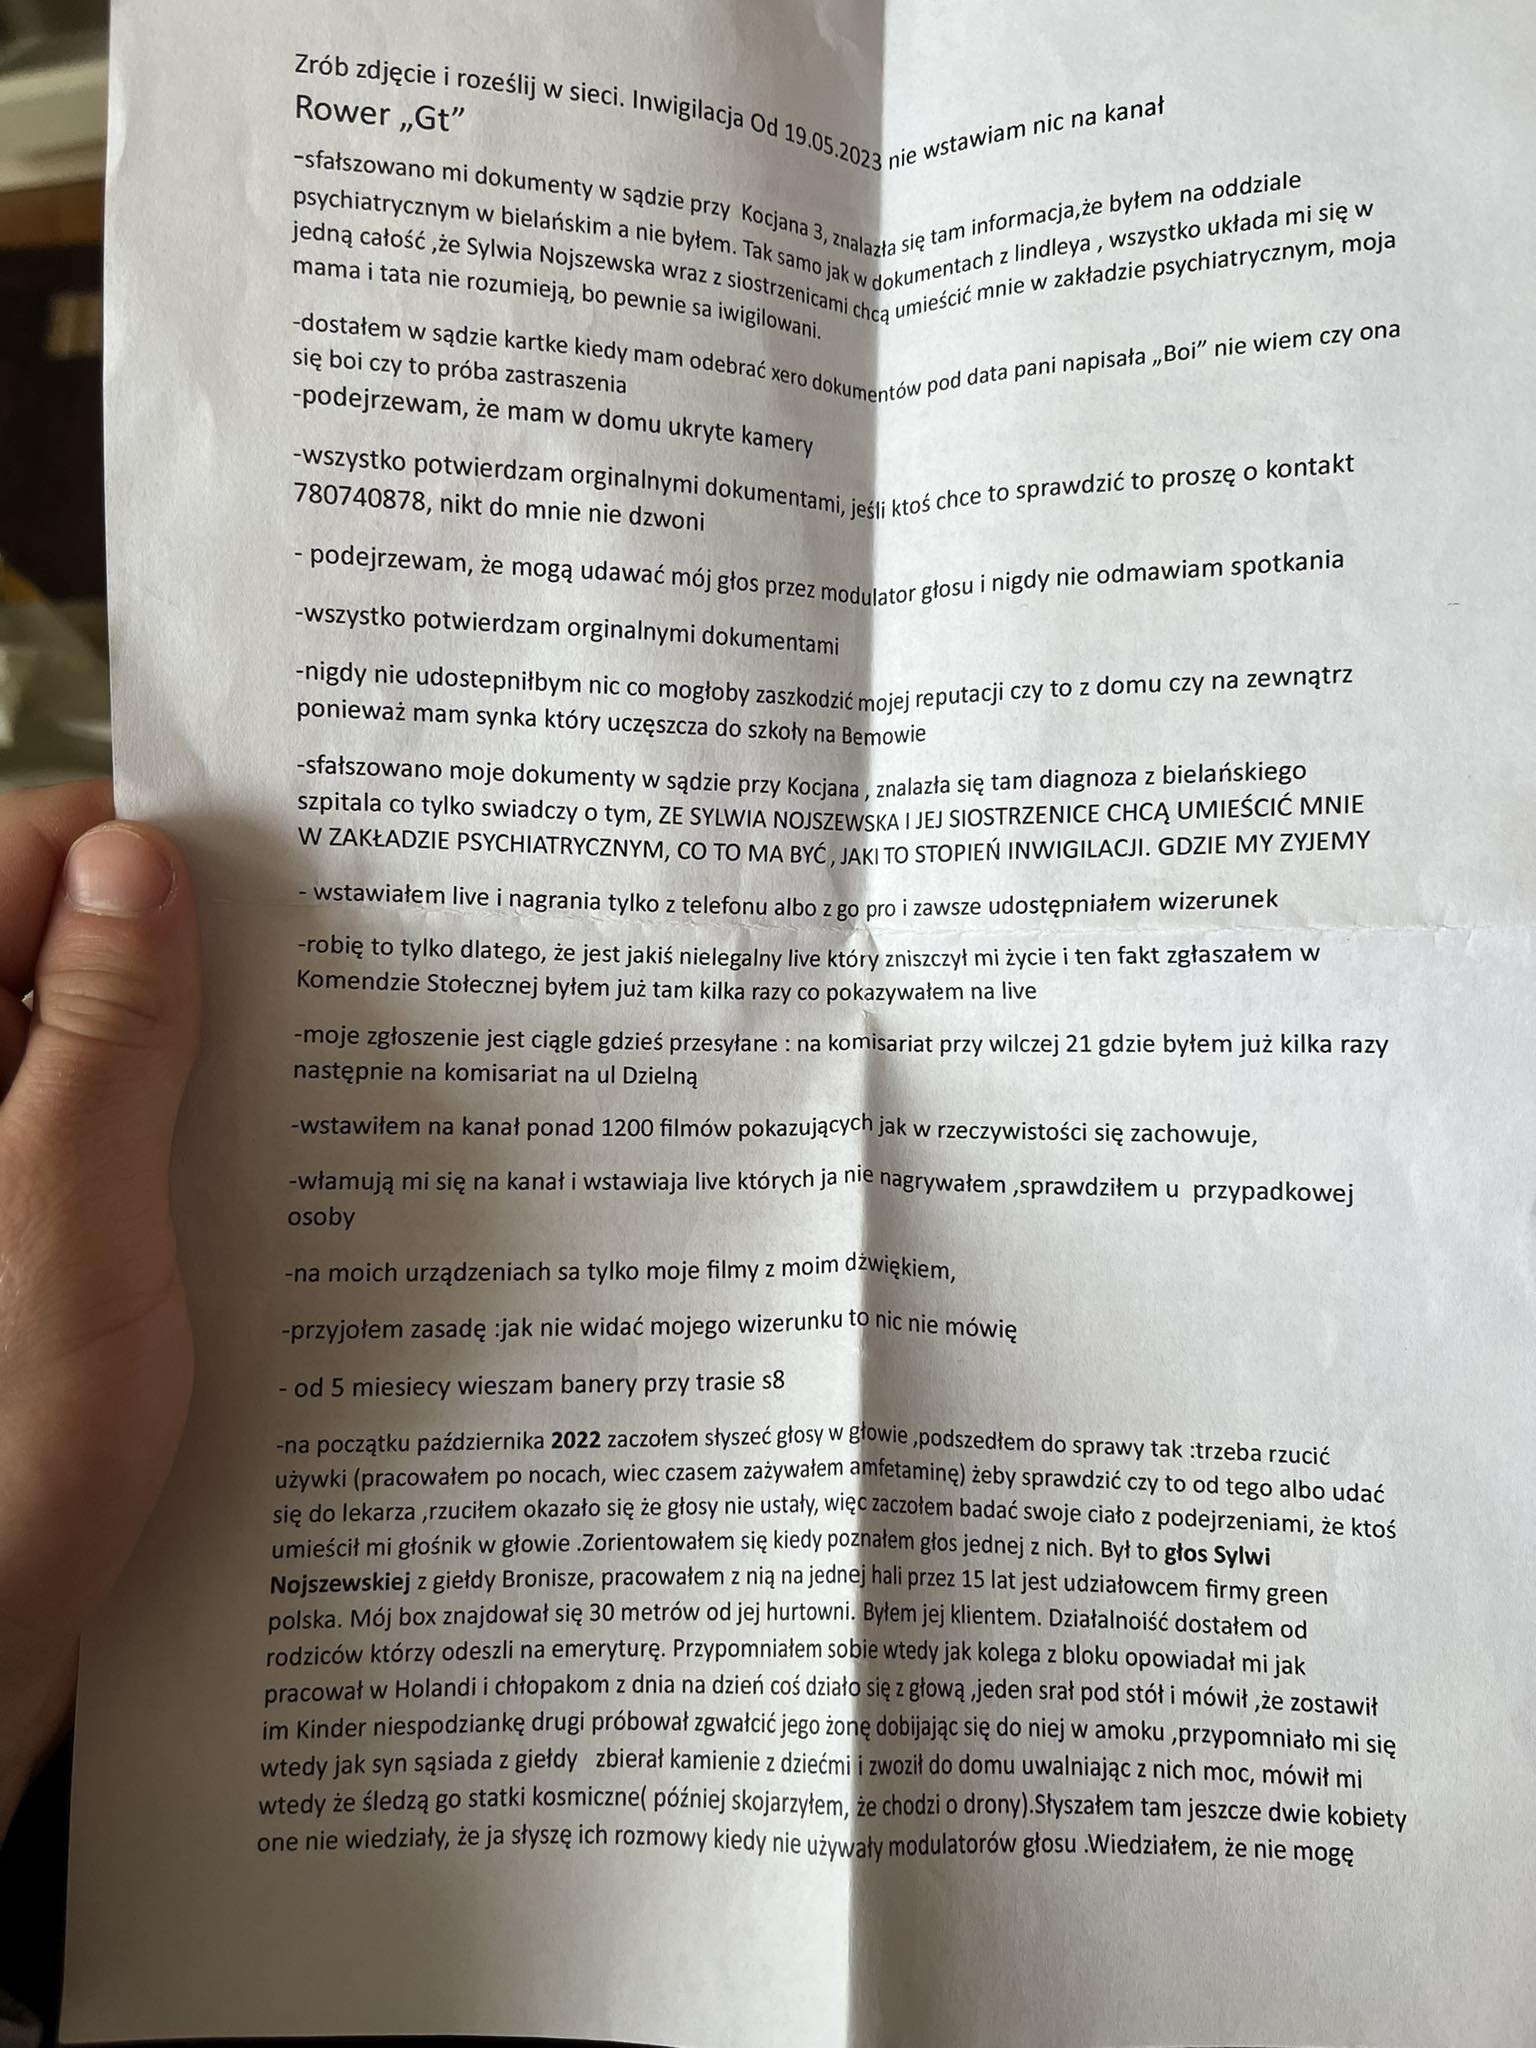 Zrób zdjęcie i roześlij w sieci. Inwigilacja Od 19.05.2023 nie wstawiam nic na kanał
Rower „Gt”
-sfałszowano mi dokumenty w sądzie przy Kocjana 3, znalazła się tam informacja,że byłem na oddziale
psychiatrycznym w bielańskim a nie byłem. Tak samo jak w dokumentach z lindleya , wszystko układa mi się w
jedną całość ,że Sylwia Nojszewska wraz z siostrzenicami chcą umieścić mnie w zakładzie psychiatrycznym, moja
mama i tata nie rozumieją, bo pewnie sa iwigilowani.
-dostałem w sądzie kartke kiedy mam odebrać xero dokumentów pod data pani napisała „Boi” nie wiem czy ona
się boi czy to próba zastraszenia
-podejrzewam, że mam w domu ukryte kamery
-wszystko potwierdzam orginalnymi dokumentami, jeśli ktoś chce to sprawdzić to proszę o kontakt
780740878, nikt do mnie nie dzwoni
- podejrzewam, że mogą udawać mój głos przez modulator głosu i nigdy nie odmawiam spotkania
-wszystko potwierdzam orginalnymi dokumentami
-nigdy nie udostepniłbym nic co mogłoby zaszkodzić mojej reputacji czy to z domu czy na zewnątrz
ponieważ mam synka który uczęszcza do szkoły na Bemowie
-sfałszowano moje dokumenty w sądzie przy Kocjana , znalazła się tam diagnoza z bielańskiego
szpitala co tylko swiadczy o tym, ZE SYLWIA NOJSZEWSKA I JEJ SIOSTRZENICE CHCĄ UMIEŚCIĆ MNIE
W ZAKŁADZIE PSYCHIATRYCZNYM, CO TO MA BYĆ , JAKI TO STOPIEŃ INWIGILACJI. GDZIE MY ZYJEMY
- wstawiałem live i nagrania tylko z telefonu albo z go pro i zawsze udostępniałem wizerunek
-robię to tylko dlatego, że jest jakiś nielegalny live który zniszczył mi życie i ten fakt zgłaszałem w
Komendzie Stołecznej byłem już tam kilka razy co pokazywałem na live
-moje zgłoszenie jest ciągle gdzieś przesyłane : na komisariat przy wilczej 21 gdzie byłem już kilka razy
następnie na komisariat na ul Dzielną
-wstawiłem na kanał ponad 1200 filmów pokazujących jak w rzeczywistości się zachowuje,
-włamują mi się na kanał i wstawiaja live których ja nie nagrywałem ,sprawdziłem u przypadkowej
osoby
-na moich urządzeniach sa tylko moje filmy z moim dźwiękiem,
-przyjołem zasadę :jak nie widać mojego wizerunku to nic nie mówię
- od 5 miesiecy wieszam banery przy trasie s8
-na początku października 2022 zaczołem słyszeć głosy w głowie ,podszedłem do sprawy tak :trzeba rzucić
używki (pracowałem po nocach, wiec czasem zażywałem amfetaminę) żeby sprawdzić czy to od tego albo udać
się do lekarza ,rzuciłem okazało się że głosy nie ustały, więc zaczołem badać swoje ciało z podejrzeniami, że ktoś
umieścił mi głośnik w głowie .Zorientowałem się kiedy poznałem głos jednej z nich. Był to głos Sylwi
Nojszewskiej z giełdy Bronisze, pracowałem z nią na jednej hali przez 15 lat jest udziałowcem firmy green
polska. Mój box znajdował się 30 metrów od jej hurtowni. Byłem jej klientem. Działalnoiść dostałem od
rodziców którzy odeszli na emeryturę. Przypomniałem sobie wtedy jak kolega z bloku opowiadał mi jak
pracował w Holandi i chłopakom z dnia na dzień coś działo się z głową ,jeden srał pod stół i mówił ,że zostawił
im Kinder niespodziankę drugi próbował zgwałcić jego żonę dobijając się do niej w amoku ,przypomniało mi się
wtedy jak syn sąsiada z giełdy zbierał kamienie z dziećmi i zwoził do domu uwalniając z nich moc, mówił mi
wtedy że śledzą go statki kosmiczne( później skojarzyłem, że chodzi o drony).Słyszałem tam jeszcze dwie kobiety
one nie wiedziały, że ja słyszę ich rozmowy kiedy nie używały modulatorów głosu .Wiedziałem, że nie mogę